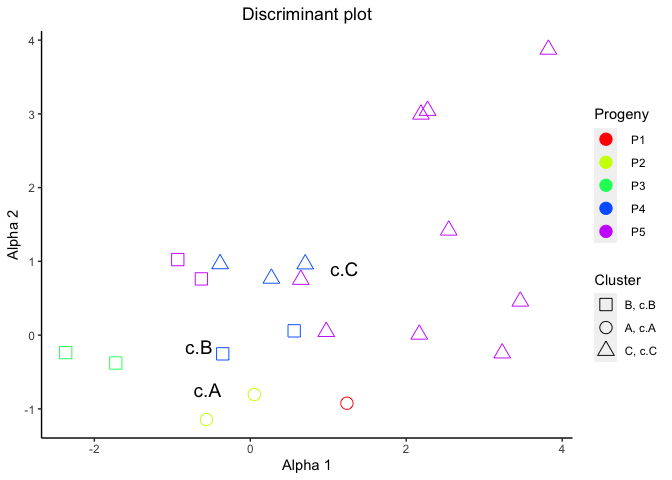 Discriminant plot
4
3
2
1
0
-1
Alpha 2
-2
0
2
4
Alpha 1
c.C
c.B
c.A
Progeny
P1
P2
P3
P4
P5
Cluster
B, c.B
A, c.A
C, c.C